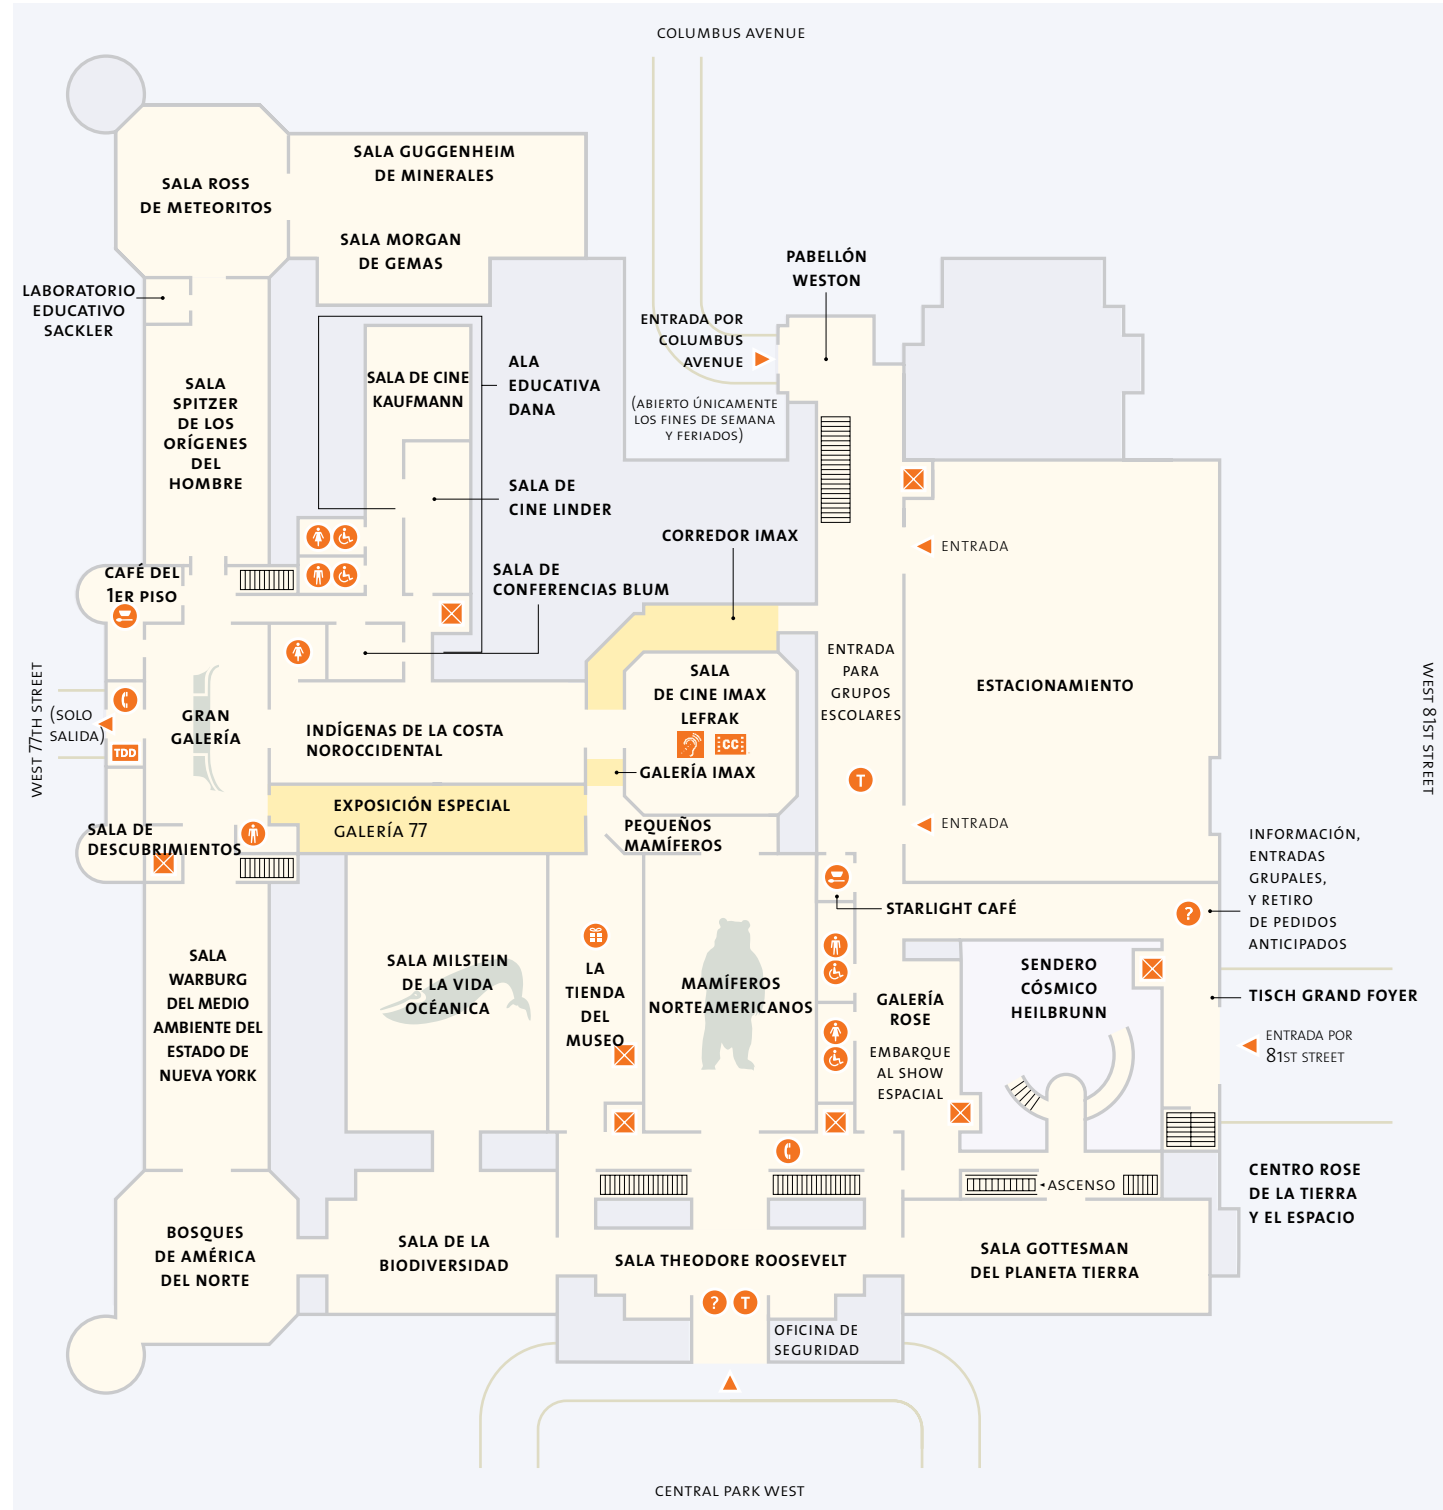 COLUMBUS AVENUE
SALA GUGGENHEIM
DE MINERALES
SALA ROSS
DE METEORITOS
SALA MORGAN
DE GEMAS
PABELLÓN
WESTON
LABORATORIO
EDUCATIVO
SACKLER
ENTRADA POR
COLUMBUS
AVENUE
(ABIERTO ÚNICAMENTE
LOS FINES DE SEMANA
Y FERIADOS)
ALA
EDUCATIVA
DANA
SALA DE CINE
KAUFMANN
SALA
SPITZER
DE LOS
ORÍGENES
DEL
HOMBRE
SALA DE
CINE LINDER
CORREDOR IMAX
ENTRADA
SALA DE
CONFERENCIAS BLUM
CAFÉ DEL
1ER PISO
ENTRADA
PARA
GRUPOS
ESCOLARES
SALA
DE CINE IMAX
LEFRAK
CC
GALERÍA IMAX
ESTACIONAMIENTO
WEST 77TH STREET
WEST 81ST STREET
(SOLO
SALIDA)
TDD
GRAN
GALERÍA
INDÍGENAS DE LA COSTA
NOROCCIDENTAL
T
EXPOSICIÓN ESPECIAL
GALERÍA 77
PEQUEÑOS
MAMÍFEROS
ENTRADA
SALA DE
DESCUBRIMIENTOS
INFORMACIÓN,
ENTRADAS
GRUPALES,
Y RETIRO
DE PEDIDOS
ANTICIPADOS
?
STARLIGHT CAFÉ
SALA
WARBURG
DEL MEDIO
AMBIENTE DEL
ESTADO DE
NUEVA YORK
SALA MILSTEIN
DE LA VIDA
OCÉANICA
LA
TIENDA
DEL
MUSEO
MAMÍFEROS
NORTEAMERICANOS
GALERÍA
ROSE
EMBARQUE
AL SHOW
ESPACIAL
SENDERO
CÓSMICO
HEILBRUNN
TISCH GRAND FOYER
ENTRADA POR
81ST STREET
ASCENSO
CENTRO ROSE
DE LA TIERRA
Y EL ESPACIO
BOSQUES
DE AMÉRICA
DEL NORTE
SALA DE LA
BIODIVERSIDAD
SALA THEODORE ROOSEVELT
SALA GOTTESMAN
DEL PLANETA TIERRA
? T
OFICINA DE
SEGURIDAD
CENTRAL PARK WEST